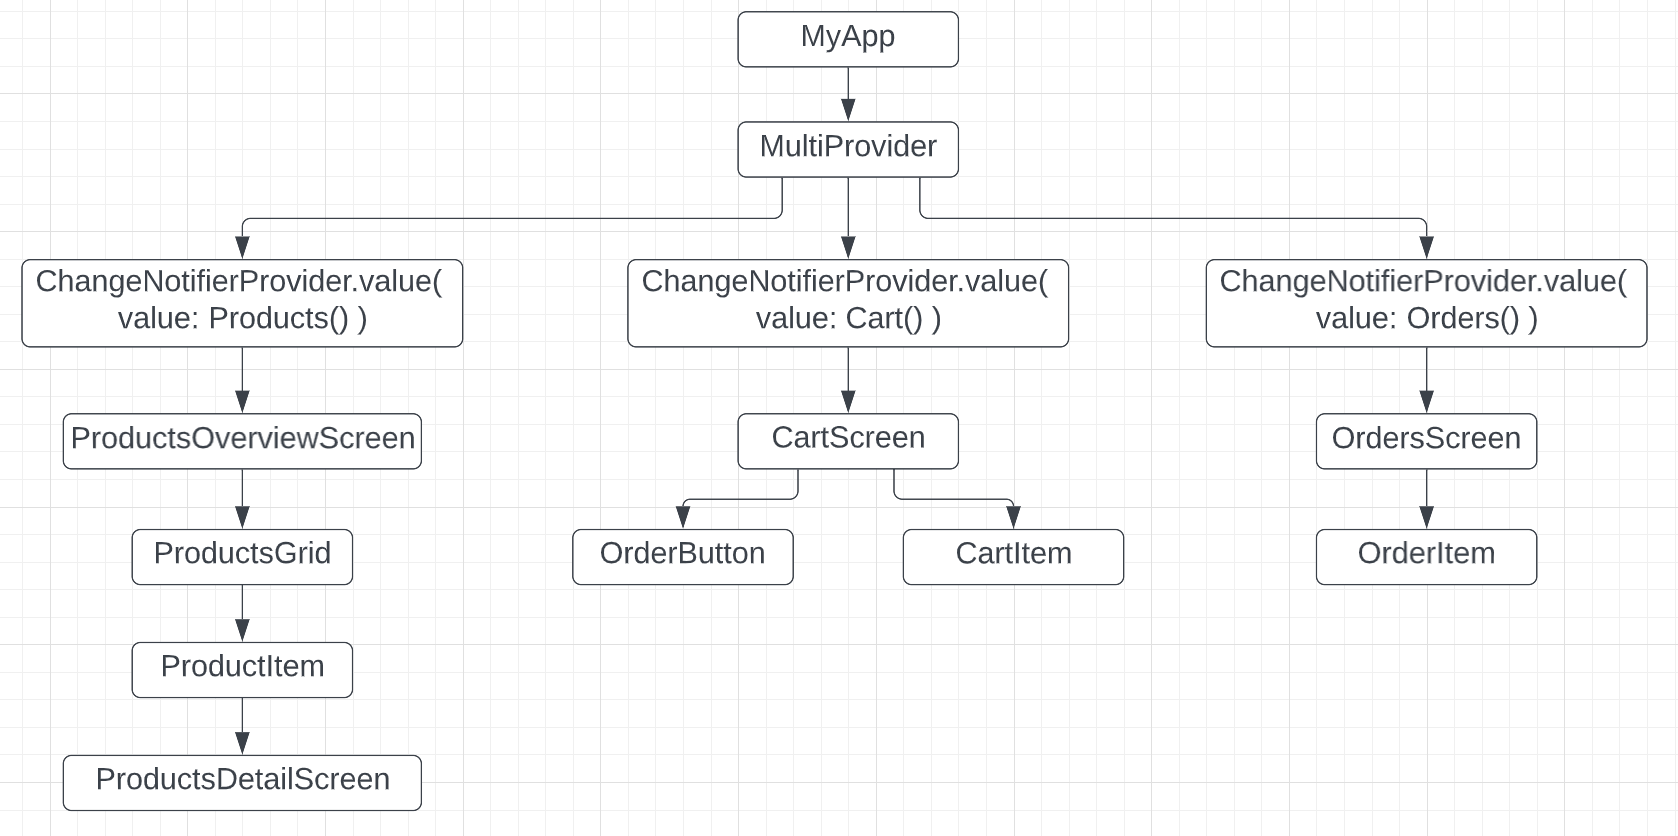 MyApp
MultiProvider
ChangeNotifierProvider.value(
value: Products() )
ChangeNotifierProvider.value(
value: Cart() )
ChangeNotifierProvider.value(
value: Orders() )
ProductsOverviewScreen
CartScreen
OrdersScreen
ProductsGrid
OrderButton
CartItem
OrderItem
ProductItem
ProductsDetailScreen